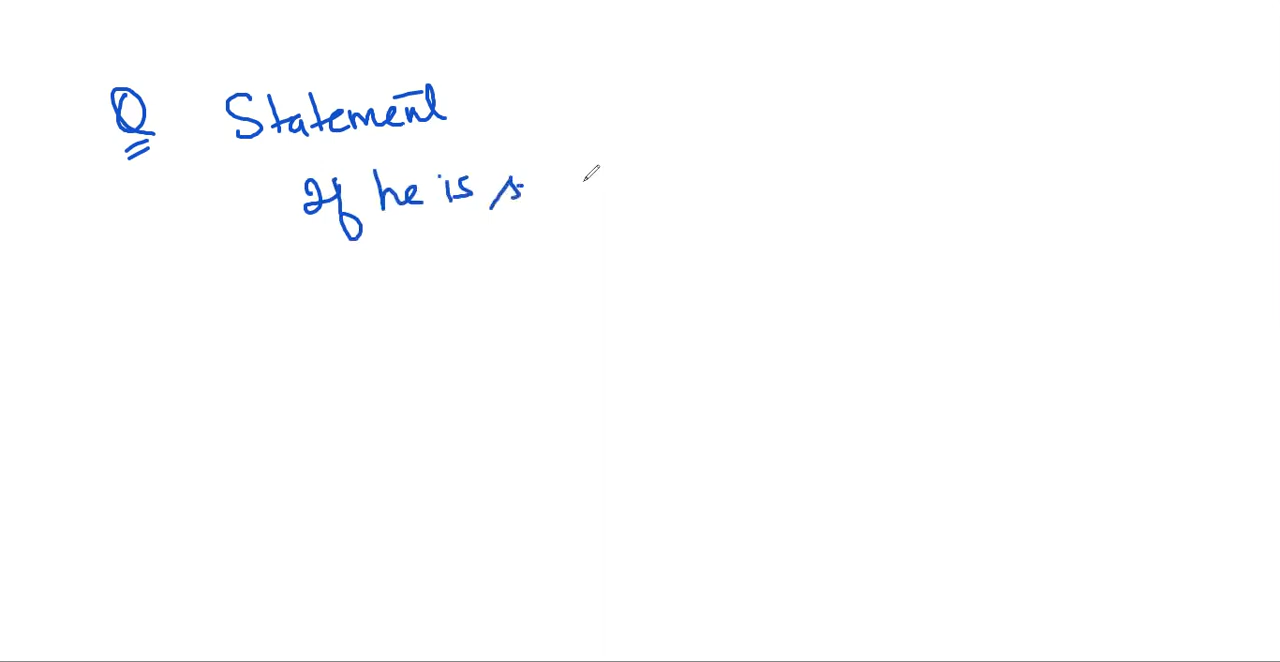 Q Statement
If he is s